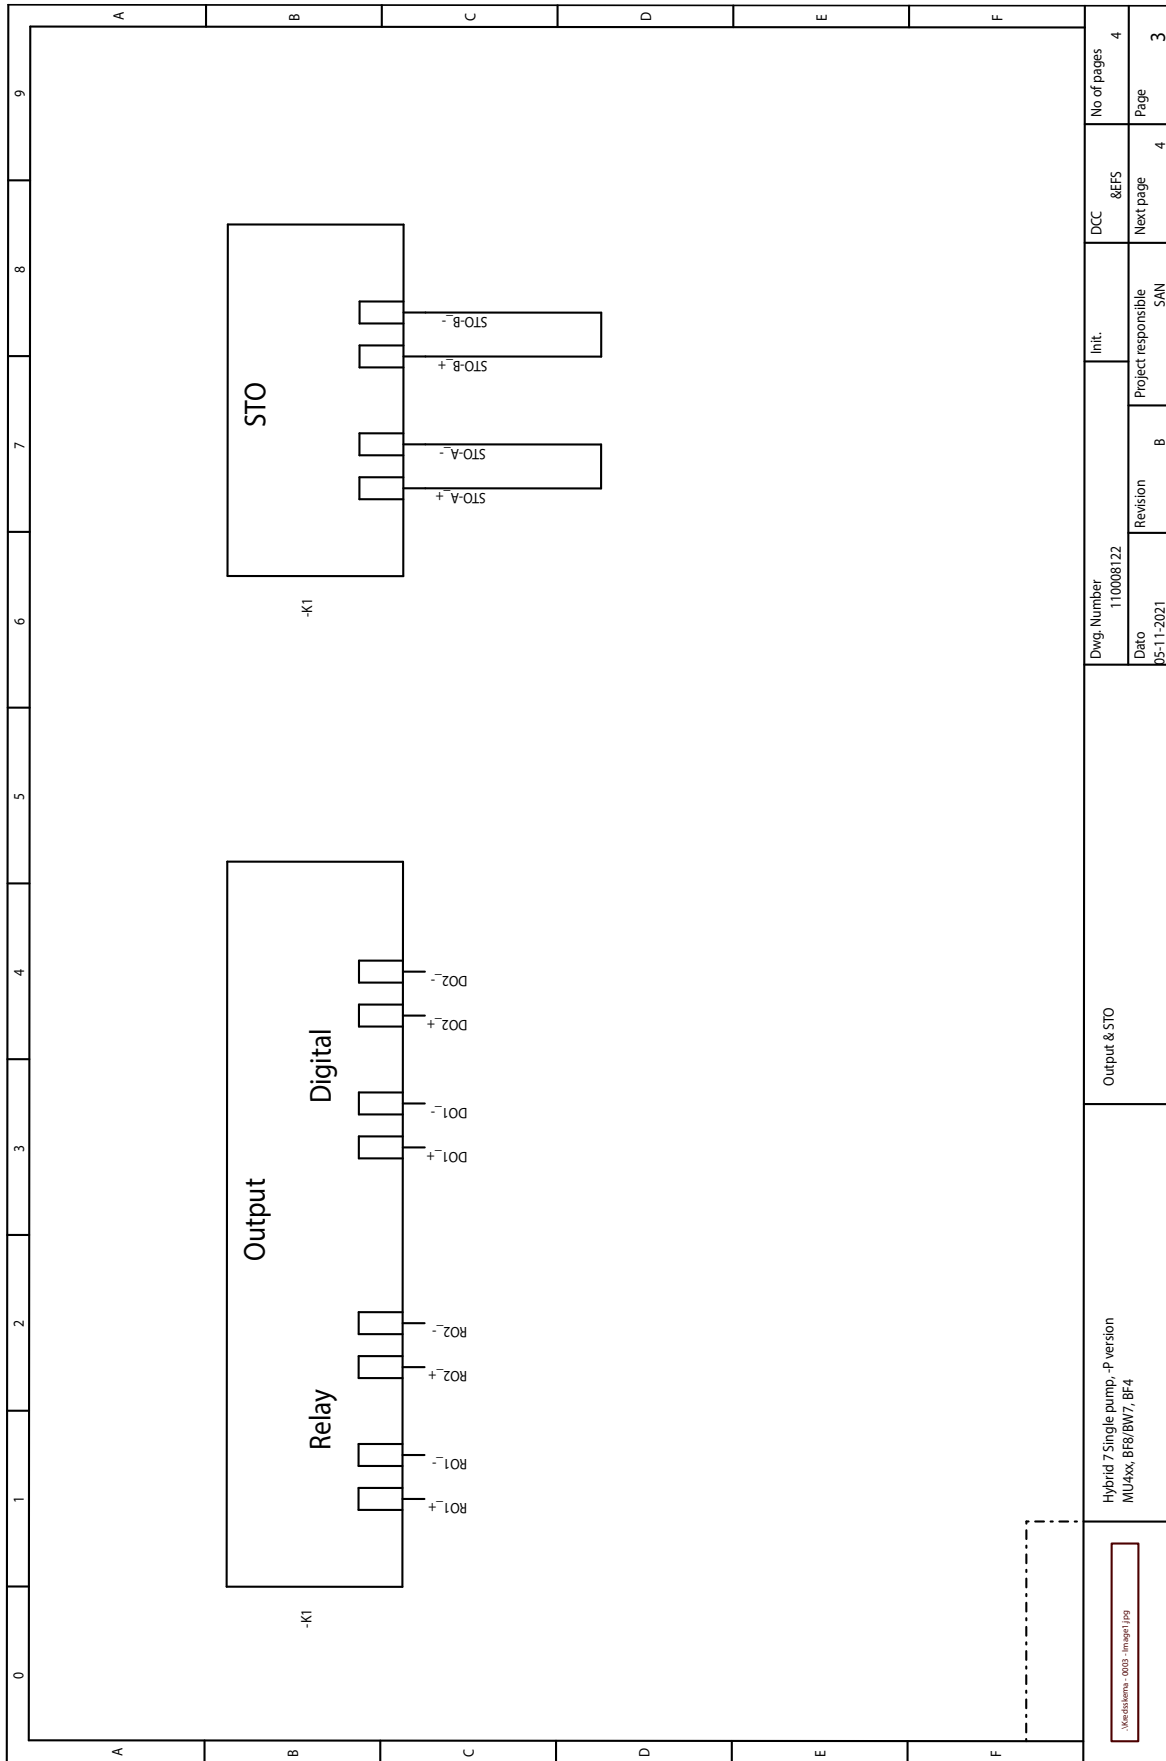 0 1 2 3 4 5 6 7 8 9
A
B
C
D
E
F
A
B
C
D
E
F
-K1
Output
Relay
Digital
RO1_+
RO1_-
RO2_+
RO2_-
DO1_+
DO1_-
DO2_+
DO2_-
-K1
STO
STO-A_+
STO-A_-
STO-B_+
STO-B_-
.\Kredsskema - 0003 - Image1.jpg
Hybrid 7 Single pump, -P version
MU4xx, BF8/BW7, BF4
Output & STO
Dwg. Number
110008122
Init.
DCC
&EFS
No of pages
4
Dato
05-11-2021
Revision
B
Project responsible
SAN
Next page
4
Page
3